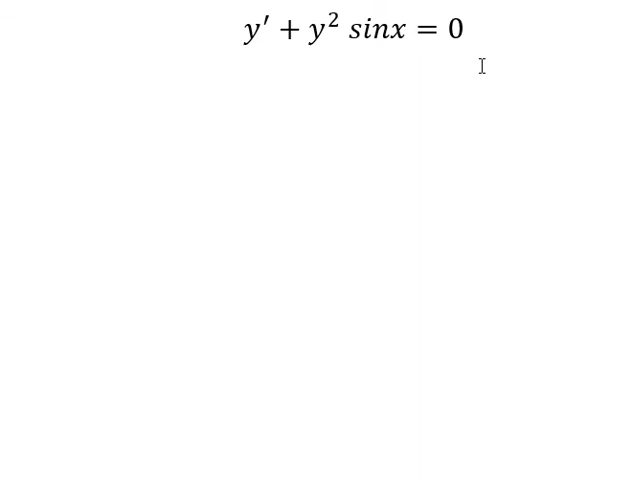 y′ + y² sinx = 0